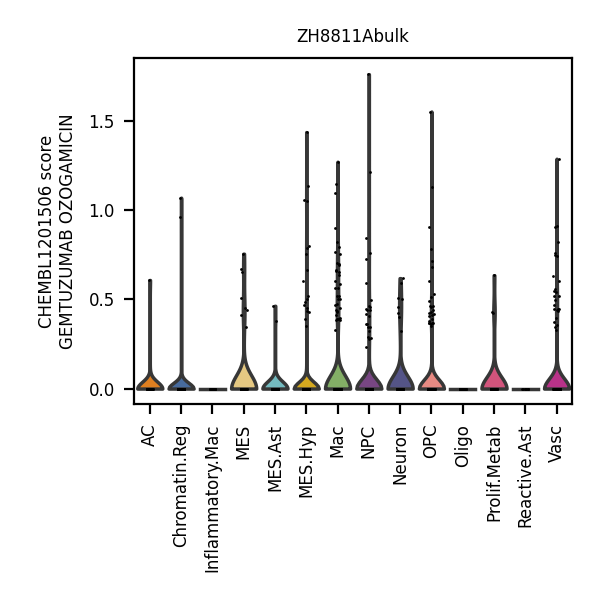 ZH8811Abulk
CHEMBL1201506 score
GEMTUZUMAB OZOGAMICIN
1.5
1.0
0.5
0.0
AC
Chromatin.Reg
Inflammatory.Mac
MES
MES.Ast
MES.Hyp
Mac
NPC
Neuron
OPC
Oligo
Prolif.Metab
Reactive.Ast
Vasc